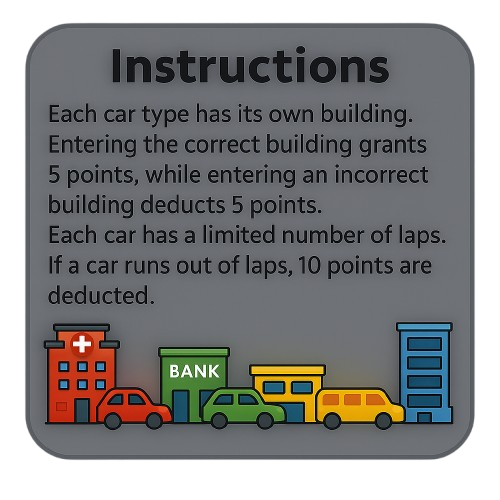 Instructions
Each car type has its own building.
Entering the correct building grants
5 points, while entering an incorrect
building deducts 5 points.
Each car has a limited number of laps.
If a car runs out of laps, 10 points are
deducted.
BANK